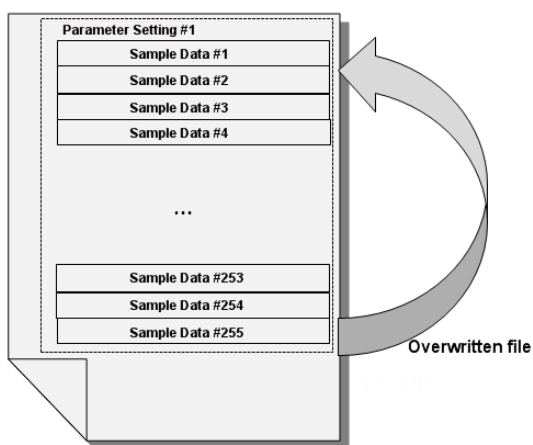 Parameter Setting #1
Sample Data #1
Sample Data #2
Sample Data #3
Sample Data #4
...
Sample Data #253
Sample Data #254
Sample Data #255
Overwritten file